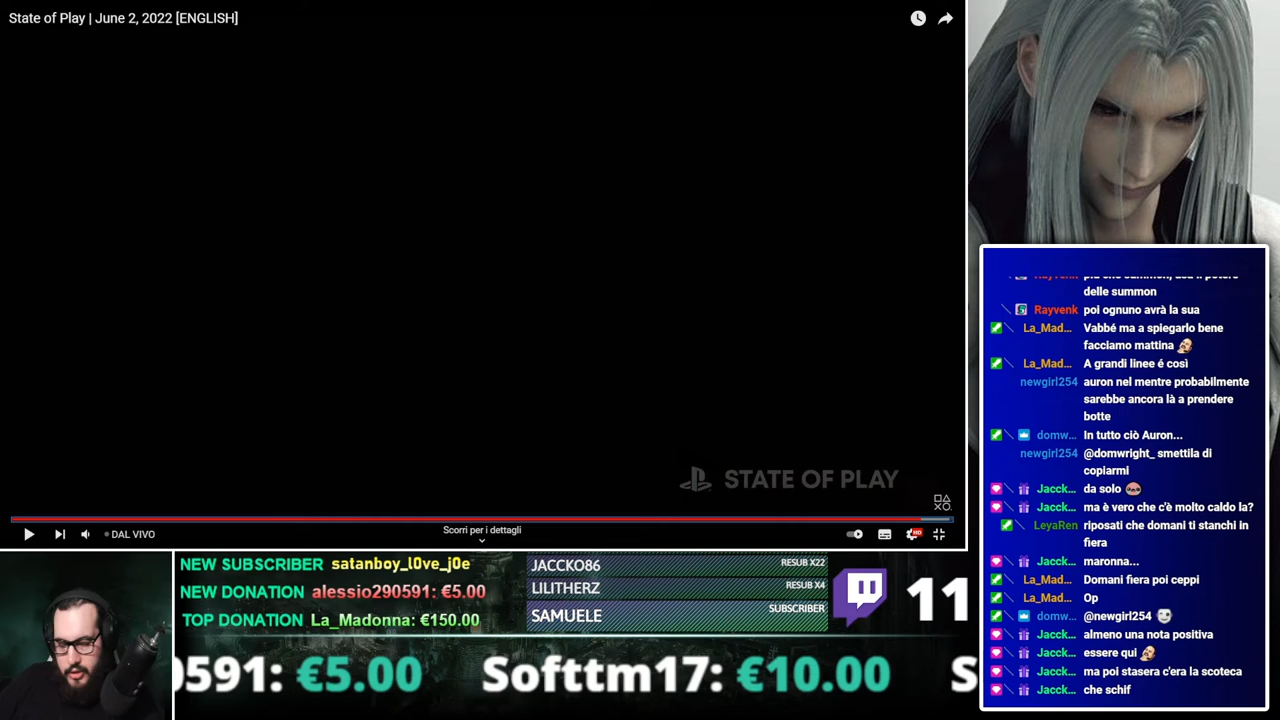 State of Play | June 2, 2022 [ENGLISH]
STATE OF PLAY
Scorri per i dettagli
DAL VIVO
HD
delle summon
Rayvenk poi ognuno avrà la sua
La_Mad... Vabbé ma a spiegarlo bene
facciamo mattina
La_Mad... A grandi linee é così
newgirl254 auron nel mentre probabilmente
sarebbe ancora là a prendere
botte
domw... In tutto ciò Auron...
newgirl254 @domwright_ smettila di
copiarmi
Jacck... da solo
Jacck... ma è vero che c'è molto caldo la?
LeyaRen riposati che domani ti stanchi in
fiera
Jacck... maronna...
La_Mad... Domani fiera poi ceppi
La_Mad... Op
domw... @newgirl254
Jacck... almeno una nota positiva
Jacck... essere qui
Jacck... ma poi stasera c'era la scoteca
Jacck... che schif
NEW SUBSCRIBER satanboy_l0ve_j0e
NEW DONATION alessio290591: €5.00
TOP DONATION La_Madonna: €150.00
JACCKO86 RESUB X22
LILITHERZ RESUB X4
SAMUELE SUBSCRIBER
11
0591: €5.00 Softtm17: €10.00 S